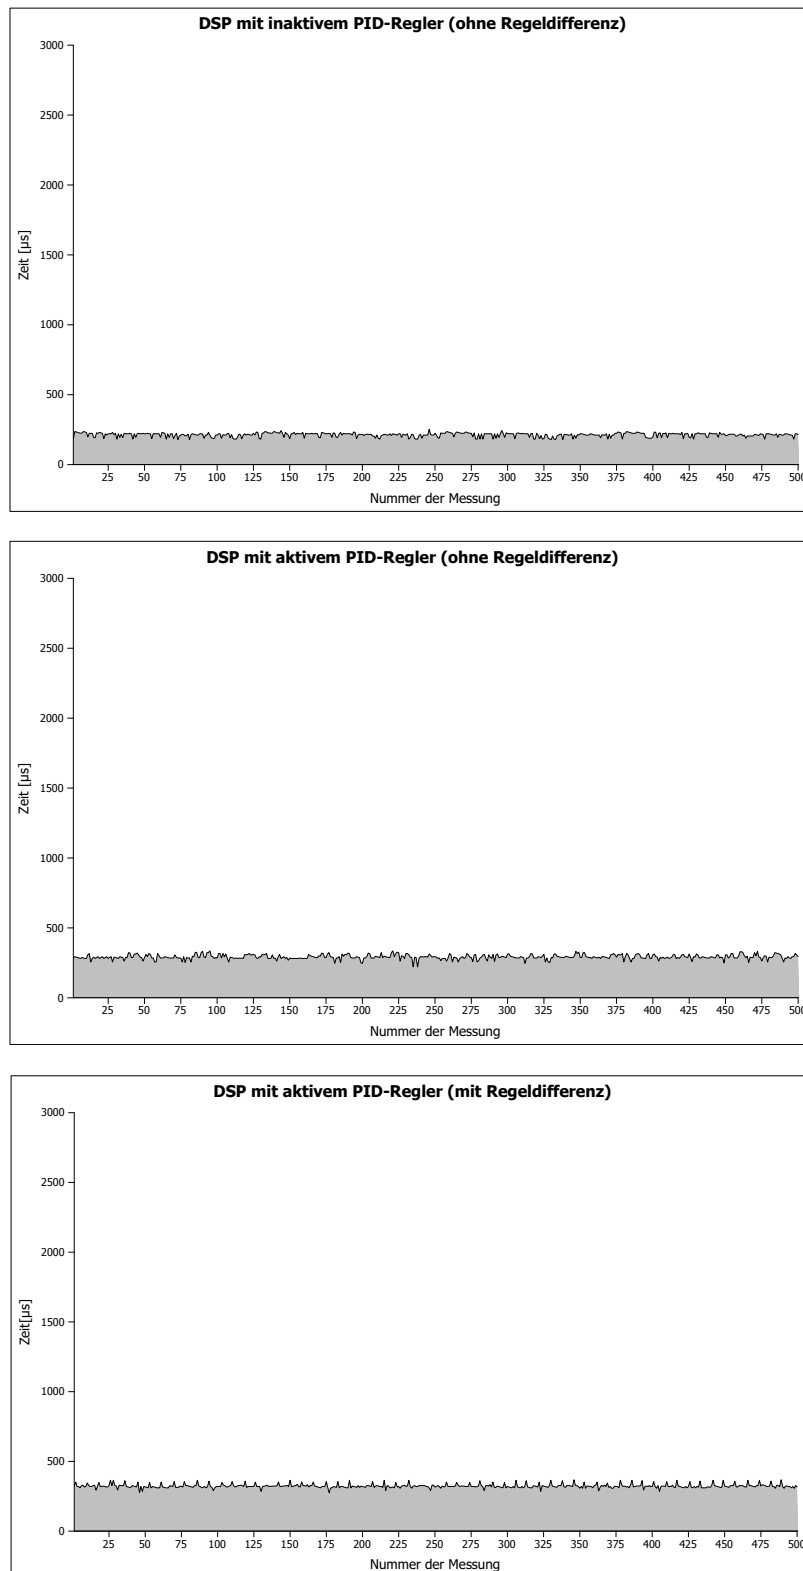 DSP mit inaktivem PID-Regler (ohne Regeldifferenz)
3000
2500
2000
1500
1000
500
0
Zeit [µs]
25 50 75 100 125 150 175 200 225 250 275 300 325 350 375 400 425 450 475 500
Nummer der Messung
DSP mit aktivem PID-Regler (ohne Regeldifferenz)
3000
2500
2000
1500
1000
500
0
Zeit [µs]
25 50 75 100 125 150 175 200 225 250 275 300 325 350 375 400 425 450 475 500
Nummer der Messung
DSP mit aktivem PID-Regler (mit Regeldifferenz)
3000
2500
2000
1500
1000
500
0
Zeit[µs]
25 50 75 100 125 150 175 200 225 250 275 300 325 350 375 400 425 450 475 500
Nummer der Messung